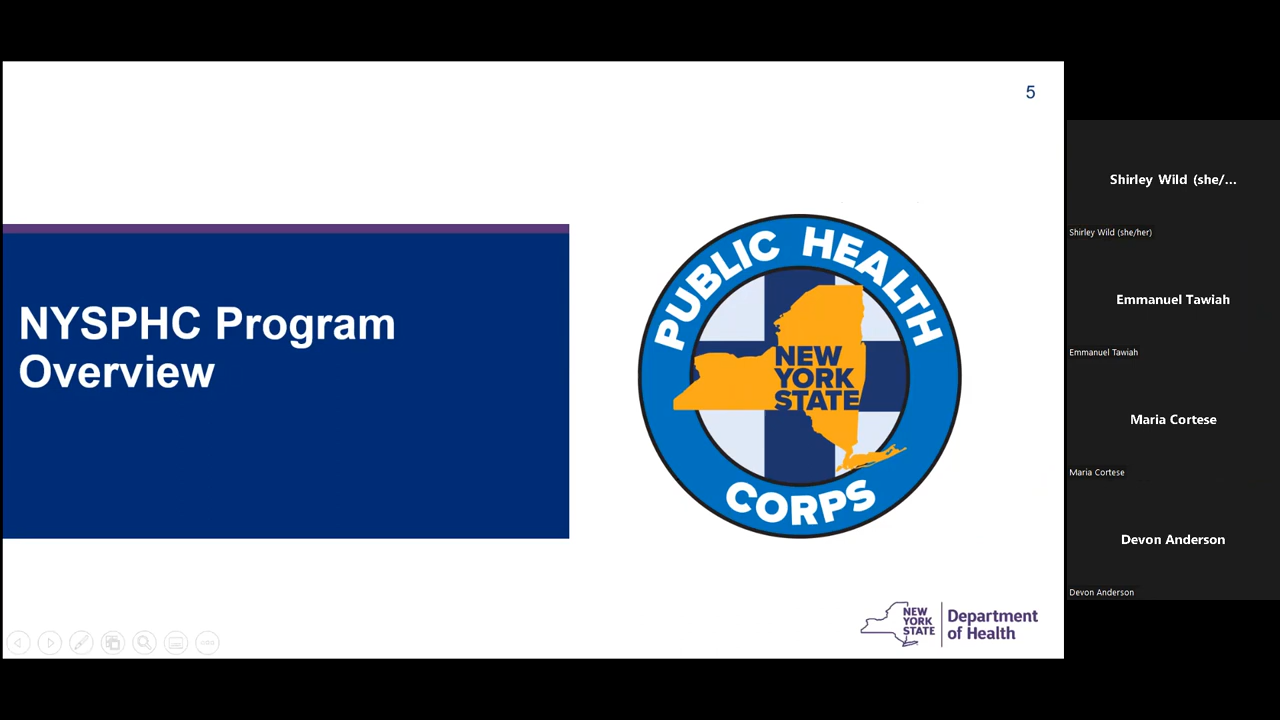 5
NYSPHC Program
Overview
PUBLIC HEALTH
NEW
YORK
STATE
CORPS
NEW
YORK
STATE
Department
of Health
Shirley Wild (she/...
Shirley Wild (she/her)
Emmanuel Tawiah
Emmanuel Tawiah
Maria Cortese
Maria Cortese
Devon Anderson
Devon Anderson